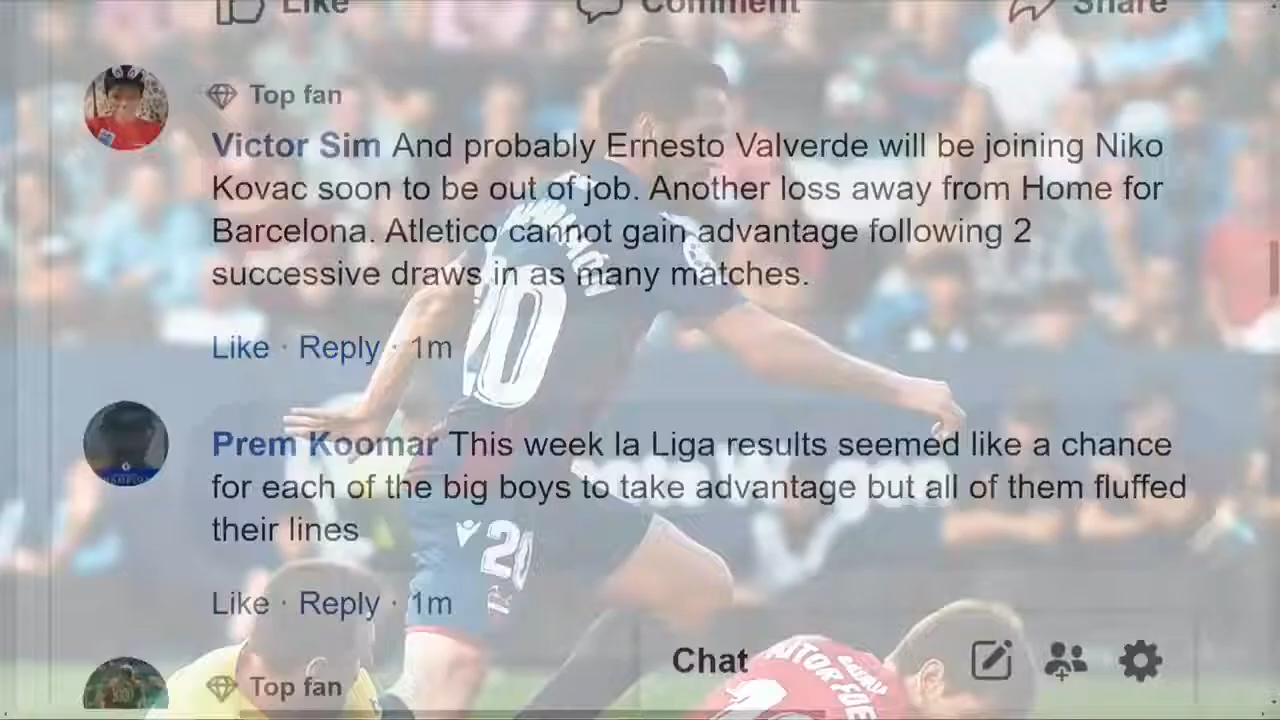 Like Comment Share
Top fan
Victor Sim And probably Ernesto Valverde will be joining Niko
Kovac soon to be out of job. Another loss away from Home for
Barcelona. Atletico cannot gain advantage following 2
successive draws in as many matches.
Like · Reply · 1m
20
Prem Koomar This week la Liga results seemed like a chance
for each of the big boys to take advantage but all of them fluffed
their lines
20
Like · Reply · 1m
Chat
Top fan